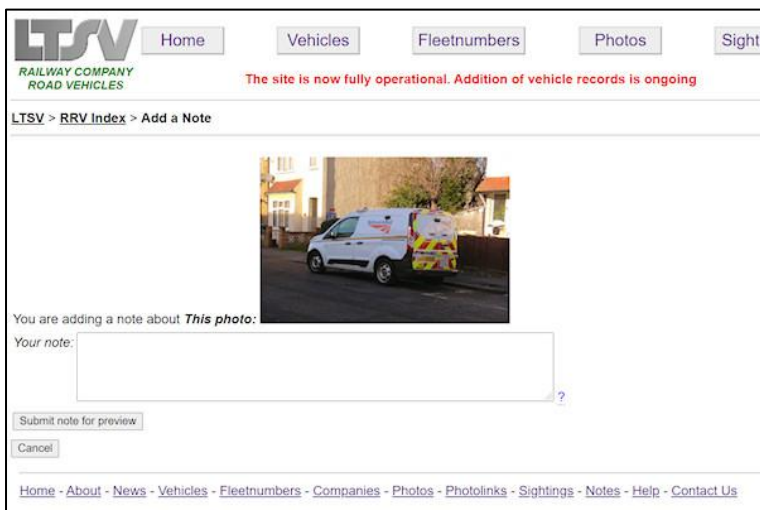 LTSV
RAILWAY COMPANY
ROAD VEHICLES
Home
Vehicles
Fleetnumbers
Photos
Sight
The site is now fully operational. Addition of vehicle records is ongoing
LTSV > RRV Index > Add a Note
You are adding a note about This photo:
Your note:
?
Submit note for preview
Cancel
Home - About - News - Vehicles - Fleetnumbers - Companies - Photos - Photolinks - Sightings - Notes - Help - Contact Us